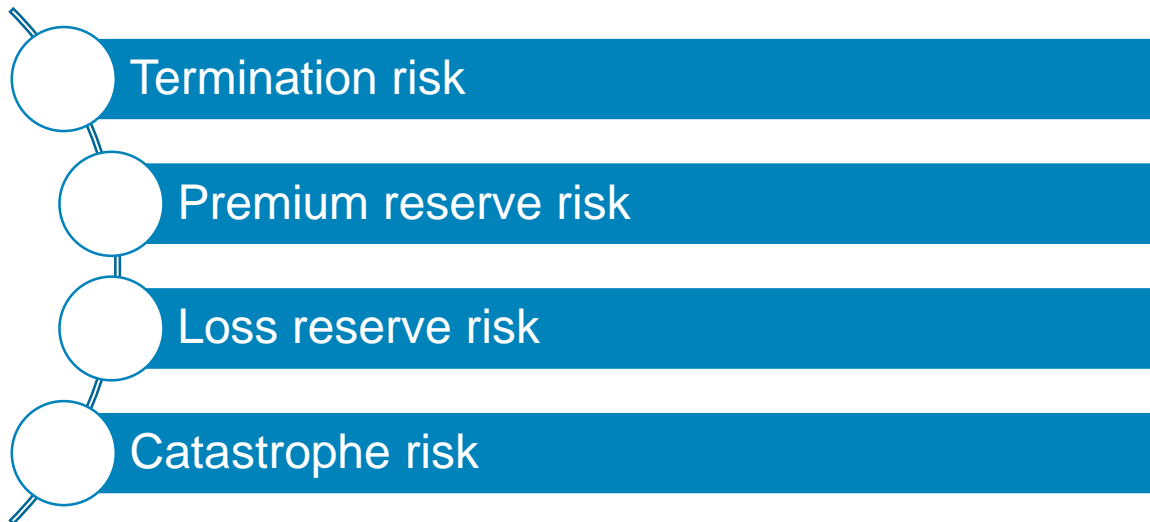 Termination risk
Premium reserve risk
Loss reserve risk
Catastrophe risk